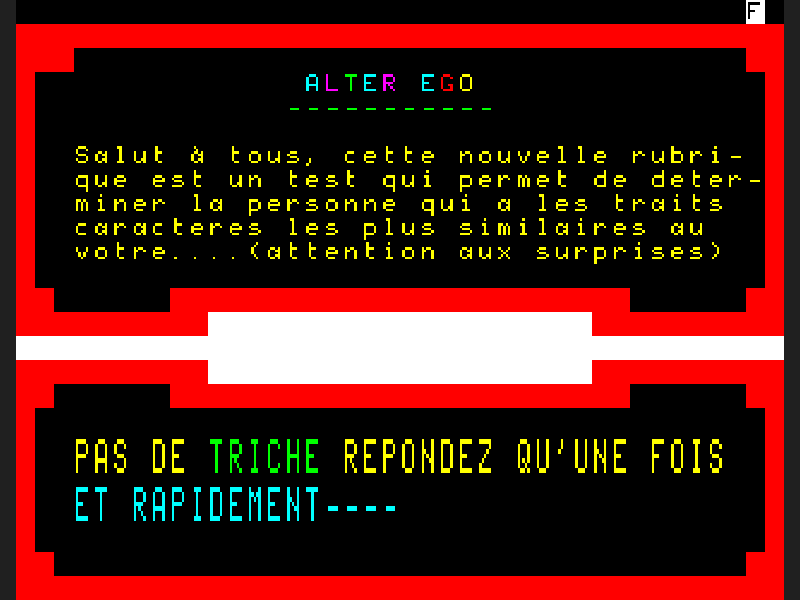 F
ALTER EGO
-----------
Salut à tous, cette nouvelle rubri-
que est un test qui permet de deter-
miner la personne qui a les traits
caracteres les plus similaires au
votre....(attention aux surprises)
PAS DE TRICHE REPONDEZ QU'UNE FOIS
ET RAPIDEMENT----